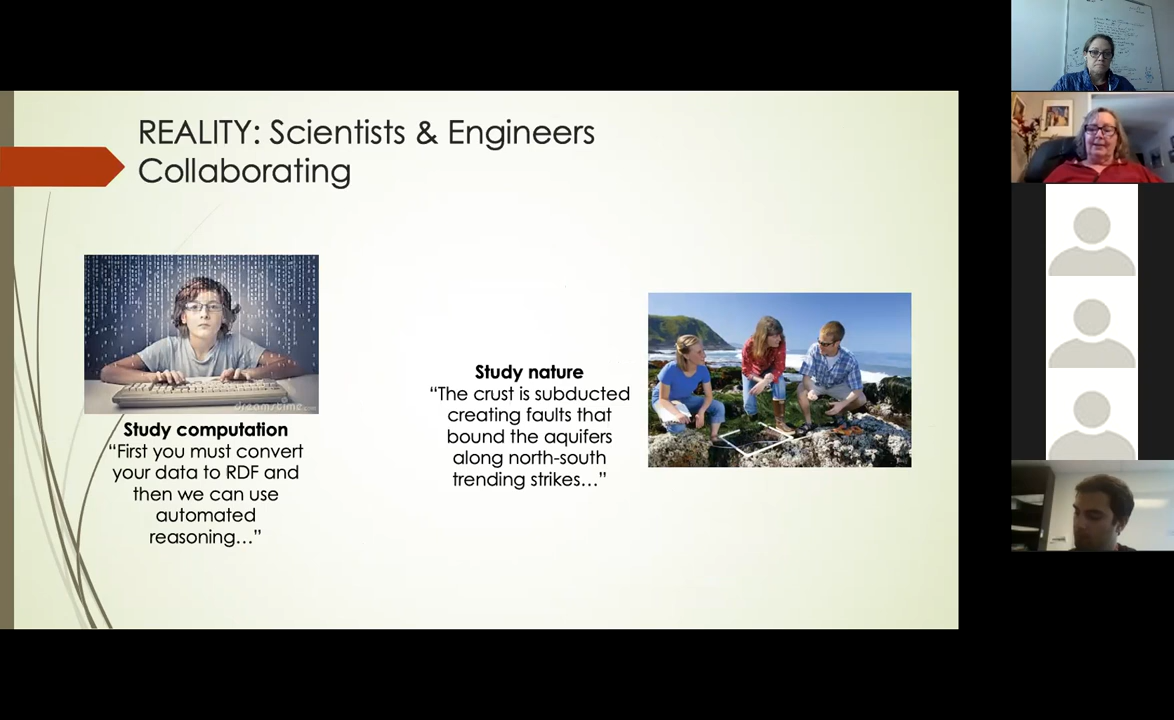 REALITY: Scientists & Engineers
Collaborating
dreamstime.com
Study computation
“First you must convert
your data to RDF and
then we can use
automated
reasoning...”
Study nature
“The crust is subducted
creating faults that
bound the aquifers
along north-south
trending strikes...”